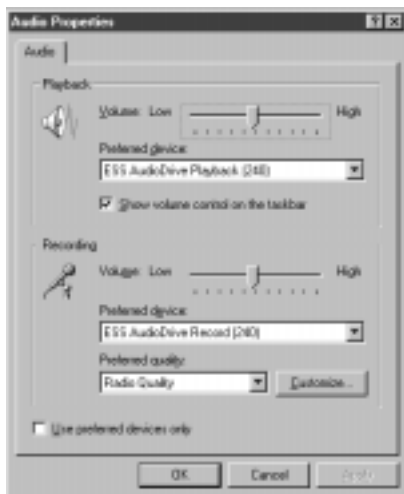 Audio Properties
Audio
Playback
Volume: Low High
Preferred device:
ESS AudioDrive Playback (240)
Show volume control on the taskbar
Recording
Volume: Low High
Preferred device:
ESS AudioDrive Record (240)
Preferred quality:
Radio Quality Customize...
Use preferred devices only
OK Cancel Apply